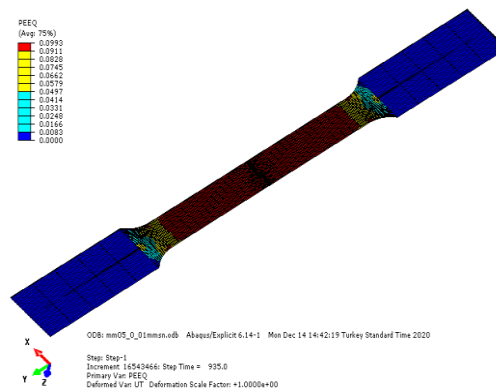 PEEQ
(Avg: 75%)
0.0993
0.0911
0.0828
0.0745
0.0662
0.0579
0.0497
0.0414
0.0331
0.0248
0.0166
0.0083
0.0000
ODB: mm05_0_01mmsn.odb Abaqus/Explicit 6.14-1 Mon Dec 14 14:42:19 Turkey Standard Time 2020
X
Y
Z
Step: Step-1
Increment 16543466: Step Time = 935.0
Primary Var: PEEQ
Deformed Var: UT Deformation Scale Factor: +1.0000e+00